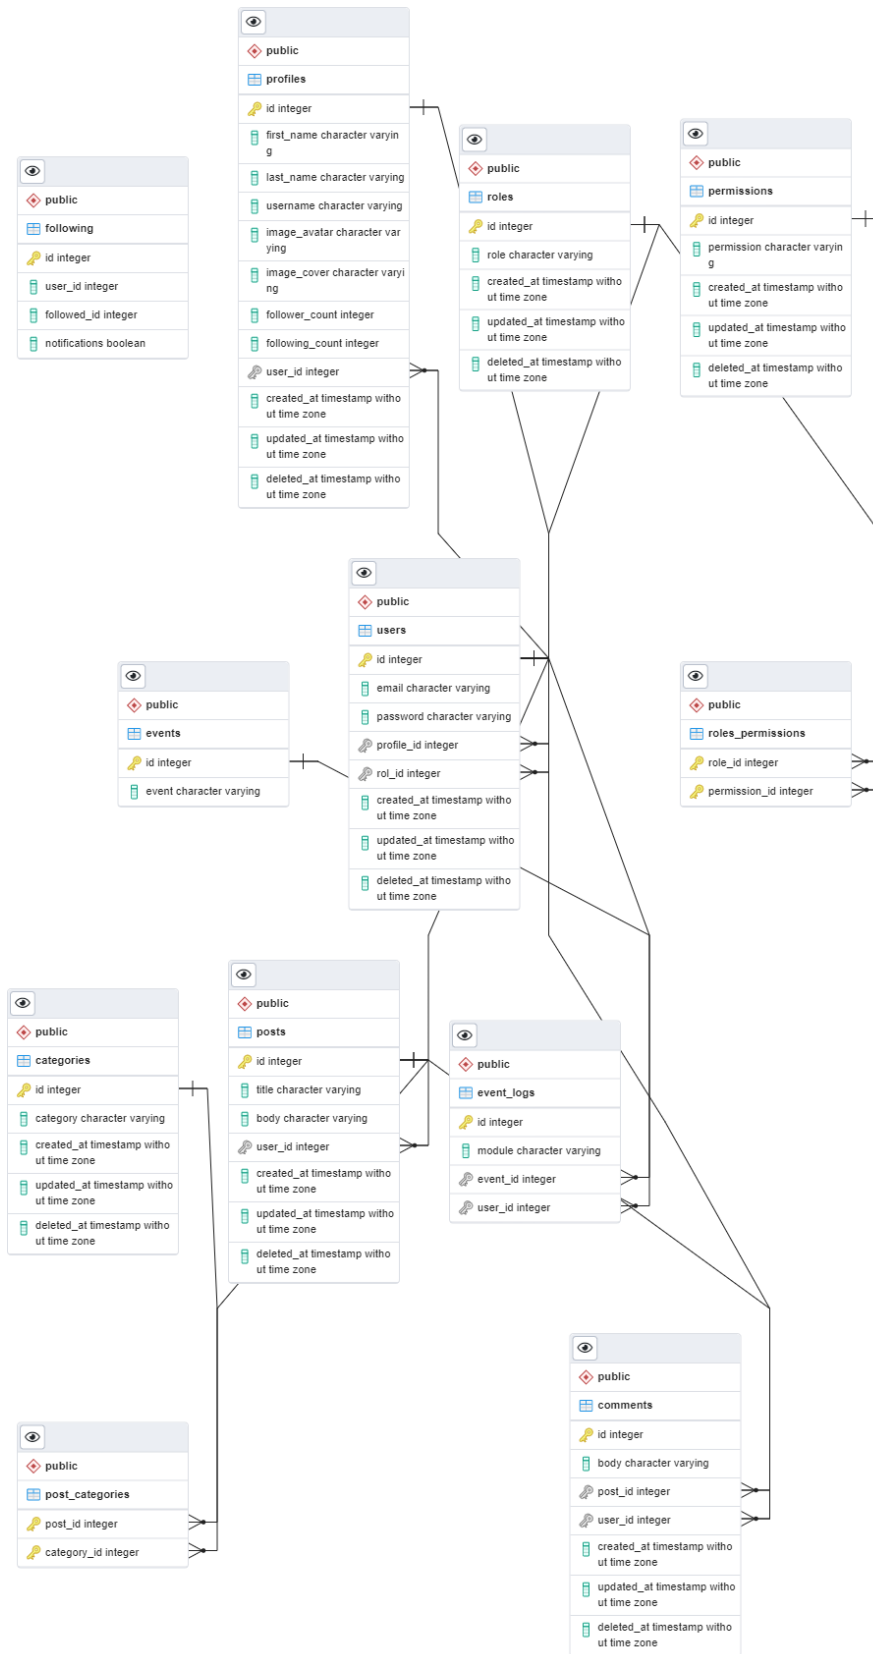 public
profiles
id integer
first_name character varyin
g
last_name character varying
username character varying
image_avatar character var
ying
image_cover character varyi
ng
follower_count integer
following_count integer
user_id integer
created_at timestamp witho
ut time zone
updated_at timestamp witho
ut time zone
deleted_at timestamp witho
ut time zone
public
roles
id integer
role character varying
created_at timestamp witho
ut time zone
updated_at timestamp witho
ut time zone
deleted_at timestamp witho
ut time zone
public
permissions
id integer
permission character varyin
g
created_at timestamp witho
ut time zone
updated_at timestamp witho
ut time zone
deleted_at timestamp witho
ut time zone
public
following
id integer
user_id integer
followed_id integer
notifications boolean
public
users
id integer
email character varying
password character varying
profile_id integer
rol_id integer
created_at timestamp witho
ut time zone
updated_at timestamp witho
ut time zone
deleted_at timestamp witho
ut time zone
public
events
id integer
event character varying
public
roles_permissions
role_id integer
permission_id integer
public
categories
id integer
category character varying
created_at timestamp witho
ut time zone
updated_at timestamp witho
ut time zone
deleted_at timestamp witho
ut time zone
public
posts
id integer
title character varying
body character varying
user_id integer
created_at timestamp witho
ut time zone
updated_at timestamp witho
ut time zone
deleted_at timestamp witho
ut time zone
public
event_logs
id integer
module character varying
event_id integer
user_id integer
public
post_categories
post_id integer
category_id integer
public
comments
id integer
body character varying
post_id integer
user_id integer
created_at timestamp witho
ut time zone
updated_at timestamp witho
ut time zone
deleted_at timestamp witho
ut time zone